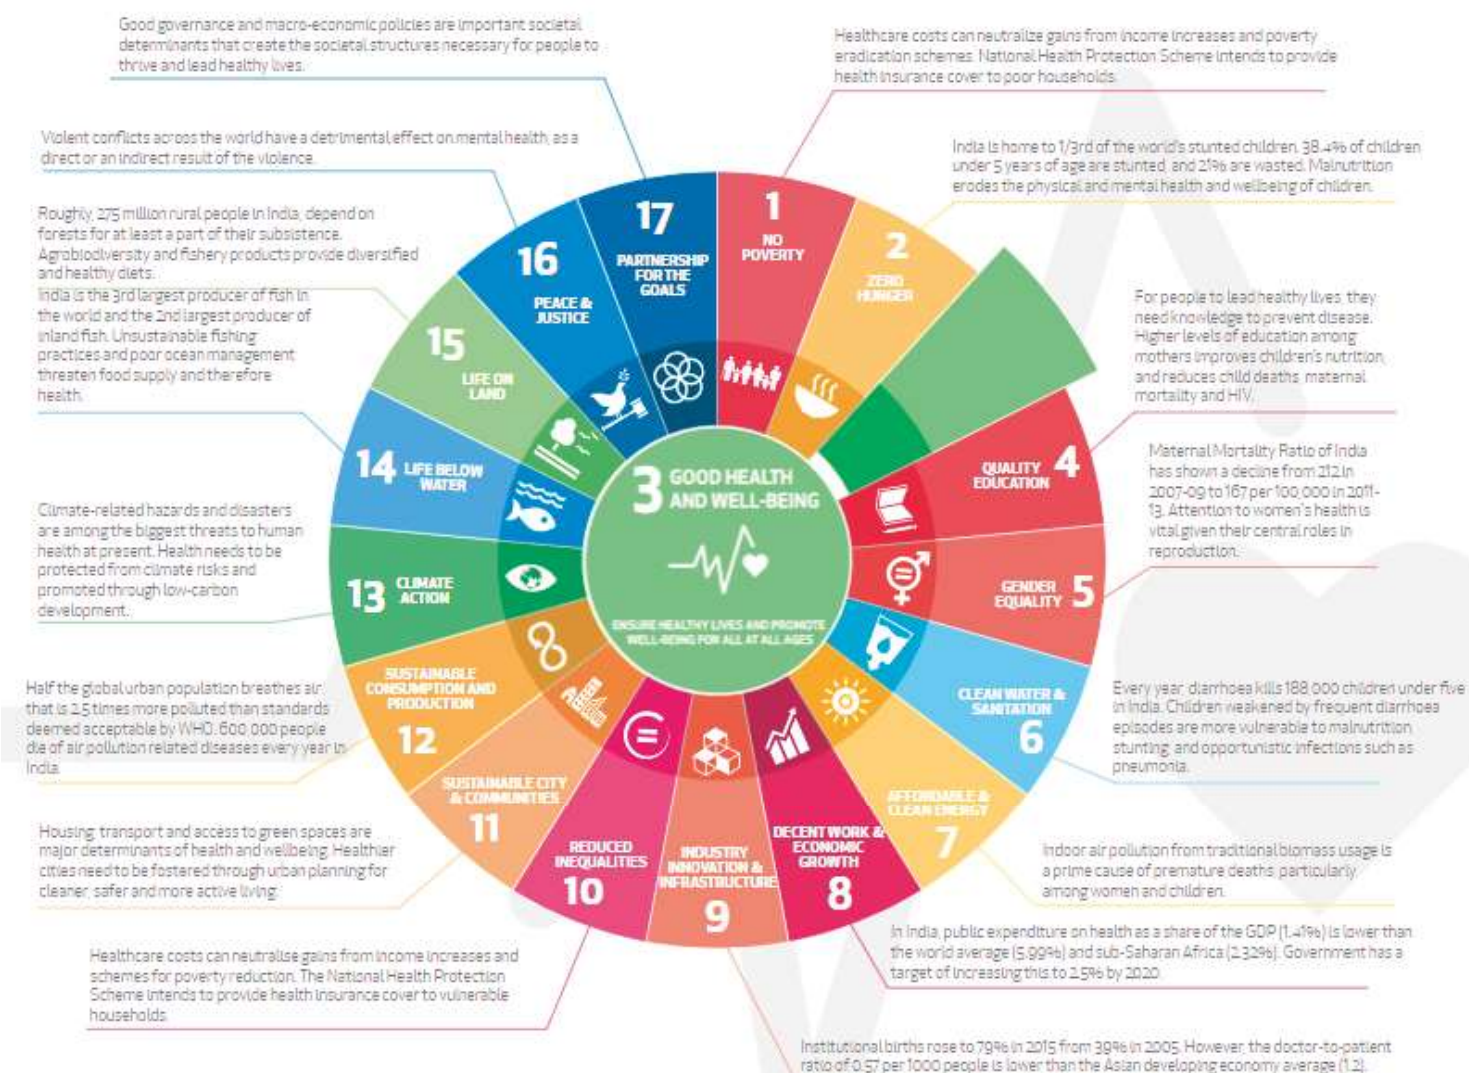 Good governance and macro-economic policies are important societal
determinants that create the societal structures necessary for people to
thrive and lead healthy lives.
Healthcare costs can neutralize gains from income increases and poverty
eradication schemes. National Health Protection Scheme intends to provide
health insurance cover to poor households.
Violent conflicts across the world have a detrimental effect on mental health, as a
direct or an indirect result of the violence.
India is home to 1/3rd of the world's stunted children. 38.4% of children
under 5 years of age are stunted, and 21% are wasted. Malnutrition
erodes the physical and mental health and wellbeing of children.
Roughly, 275 million rural people in India, depend on
forests for at least a part of their subsistence.
Agrobiodiversity and fishery products provide diversified
and healthy diets.
India is the 3rd largest producer of fish in
the world and the 2nd largest producer of
inland fish. Unsustainable fishing
practices and poor ocean management
threaten food supply and therefore
health.
For people to lead healthy lives, they
need knowledge to prevent disease.
Higher levels of education among
mothers improves children's nutrition,
and reduces child deaths, maternal
mortality and HIV.
Maternal Mortality Ratio of India
has shown a decline from 212 in
2007-09 to 167 per 100,000 in 2011-
13. Attention to women's health is
vital given their central roles in
reproduction.
Climate-related hazards and disasters
are among the biggest threats to human
health at present. Health needs to be
protected from climate risks and
promoted through low-carbon
development.
Half the global urban population breathes air,
that is 2.5 times more polluted than standards
deemed acceptable by WHO. 600,000 people
die of air pollution related diseases every year in
India.
Every year, diarrhoea kills 188,000 children under five
in India. Children weakened by frequent diarrhoea
episodes are more vulnerable to malnutrition,
stunting, and opportunistic infections such as
pneumonia.
Housing, transport and access to green spaces are
major determinants of health and wellbeing. Healthier
cities need to be fostered through urban planning for
cleaner, safer and more active living.
Indoor air pollution from traditional biomass usage is
a prime cause of premature deaths, particularly,
among women and children.
In India, public expenditure on health as a share of the GDP (1.41%) is lower than
the world average (5.99%) and sub-Saharan Africa (2.32%). Government has a
target of increasing this to 2.5% by 2020.
Healthcare costs can neutralise gains from income increases and
schemes for poverty reduction. The National Health Protection
Scheme intends to provide health insurance cover to vulnerable
households.
Institutional births rose to 79% in 2015 from 39% in 2005. However, the doctor-to-patient
ratio of 0.57 per 1000 people is lower than the Asian developing economy average (1.2).
1
NO
POVERTY
2
ZERO
HUNGER
3 GOOD HEALTH
AND WELL-BEING
ENSURE HEALTHY LIVES AND PROMOTE
WELL-BEING FOR ALL AT ALL AGES
QUALITY
EDUCATION 4
GENDER
EQUALITY 5
CLEAN WATER &
SANITATION
6
AFFORDABLE &
CLEAN ENERGY
7
DECENT WORK &
ECONOMIC
GROWTH
8
INDUSTRY
INNOVATION &
INFRASTRUCTURE
9
REDUCED
INEQUALITIES
10
SUSTAINABLE CITY
& COMMUNITIES
11
SUSTAINABLE
CONSUMPTION AND
PRODUCTION
12
13 CLIMATE
ACTION
14 LIFE BELOW
WATER
15
LIFE ON
LAND
16
PEACE &
JUSTICE
17
PARTNERSHIP
FOR THE
GOALS